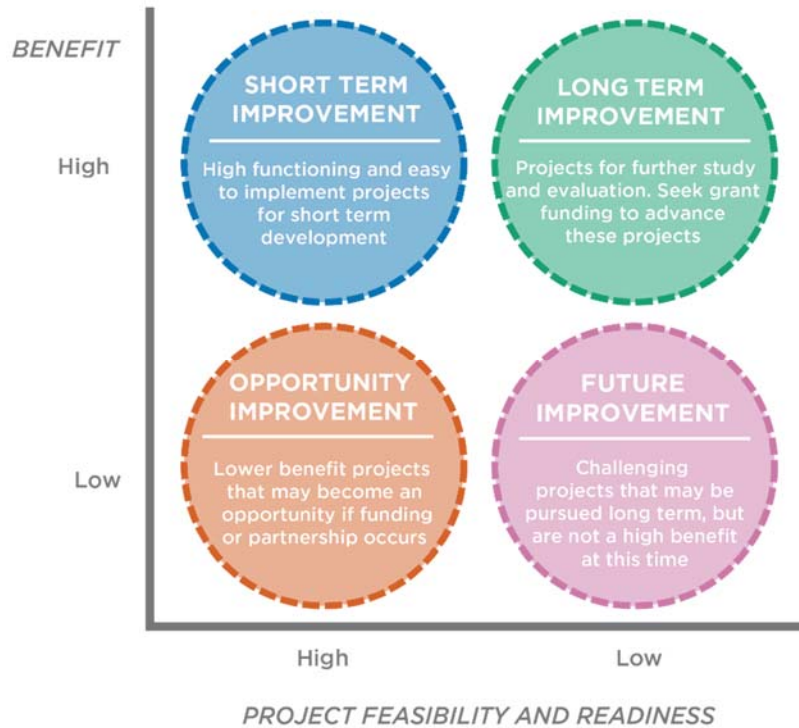 BENEFIT
High
SHORT TERM
IMPROVEMENT
High functioning and easy
to implement projects
for short term
development
LONG TERM
IMPROVEMENT
Projects for further study
and evaluation. Seek grant
funding to advance
these projects
Low
OPPORTUNITY
IMPROVEMENT
Lower benefit projects
that may become an
opportunity if funding
or partnership occurs
FUTURE
IMPROVEMENT
Challenging
projects that may be
pursued long term, but
are not a high benefit
at this time
High
Low
PROJECT FEASIBILITY AND READINESS